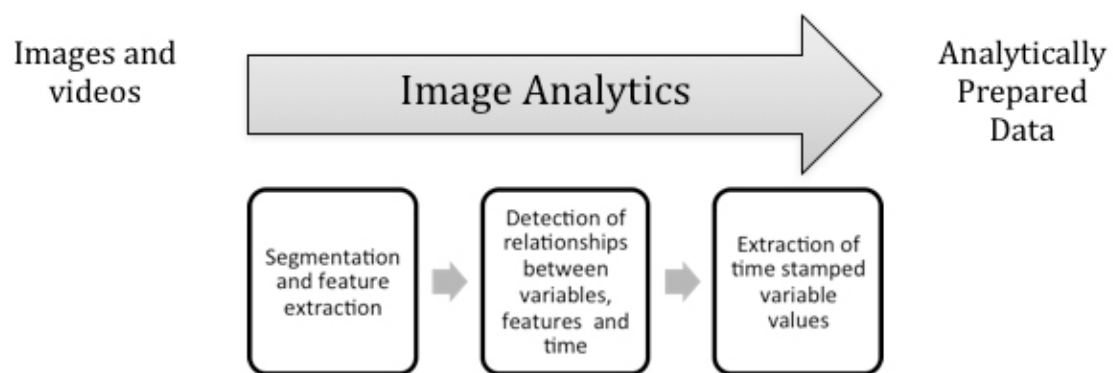 Images and
videos
Image Analytics
Analytically
Prepared
Data
Segmentation
and feature
extraction
Detection of
relationships
between
variables,
features and
time
Extraction of
time stamped
variable
values